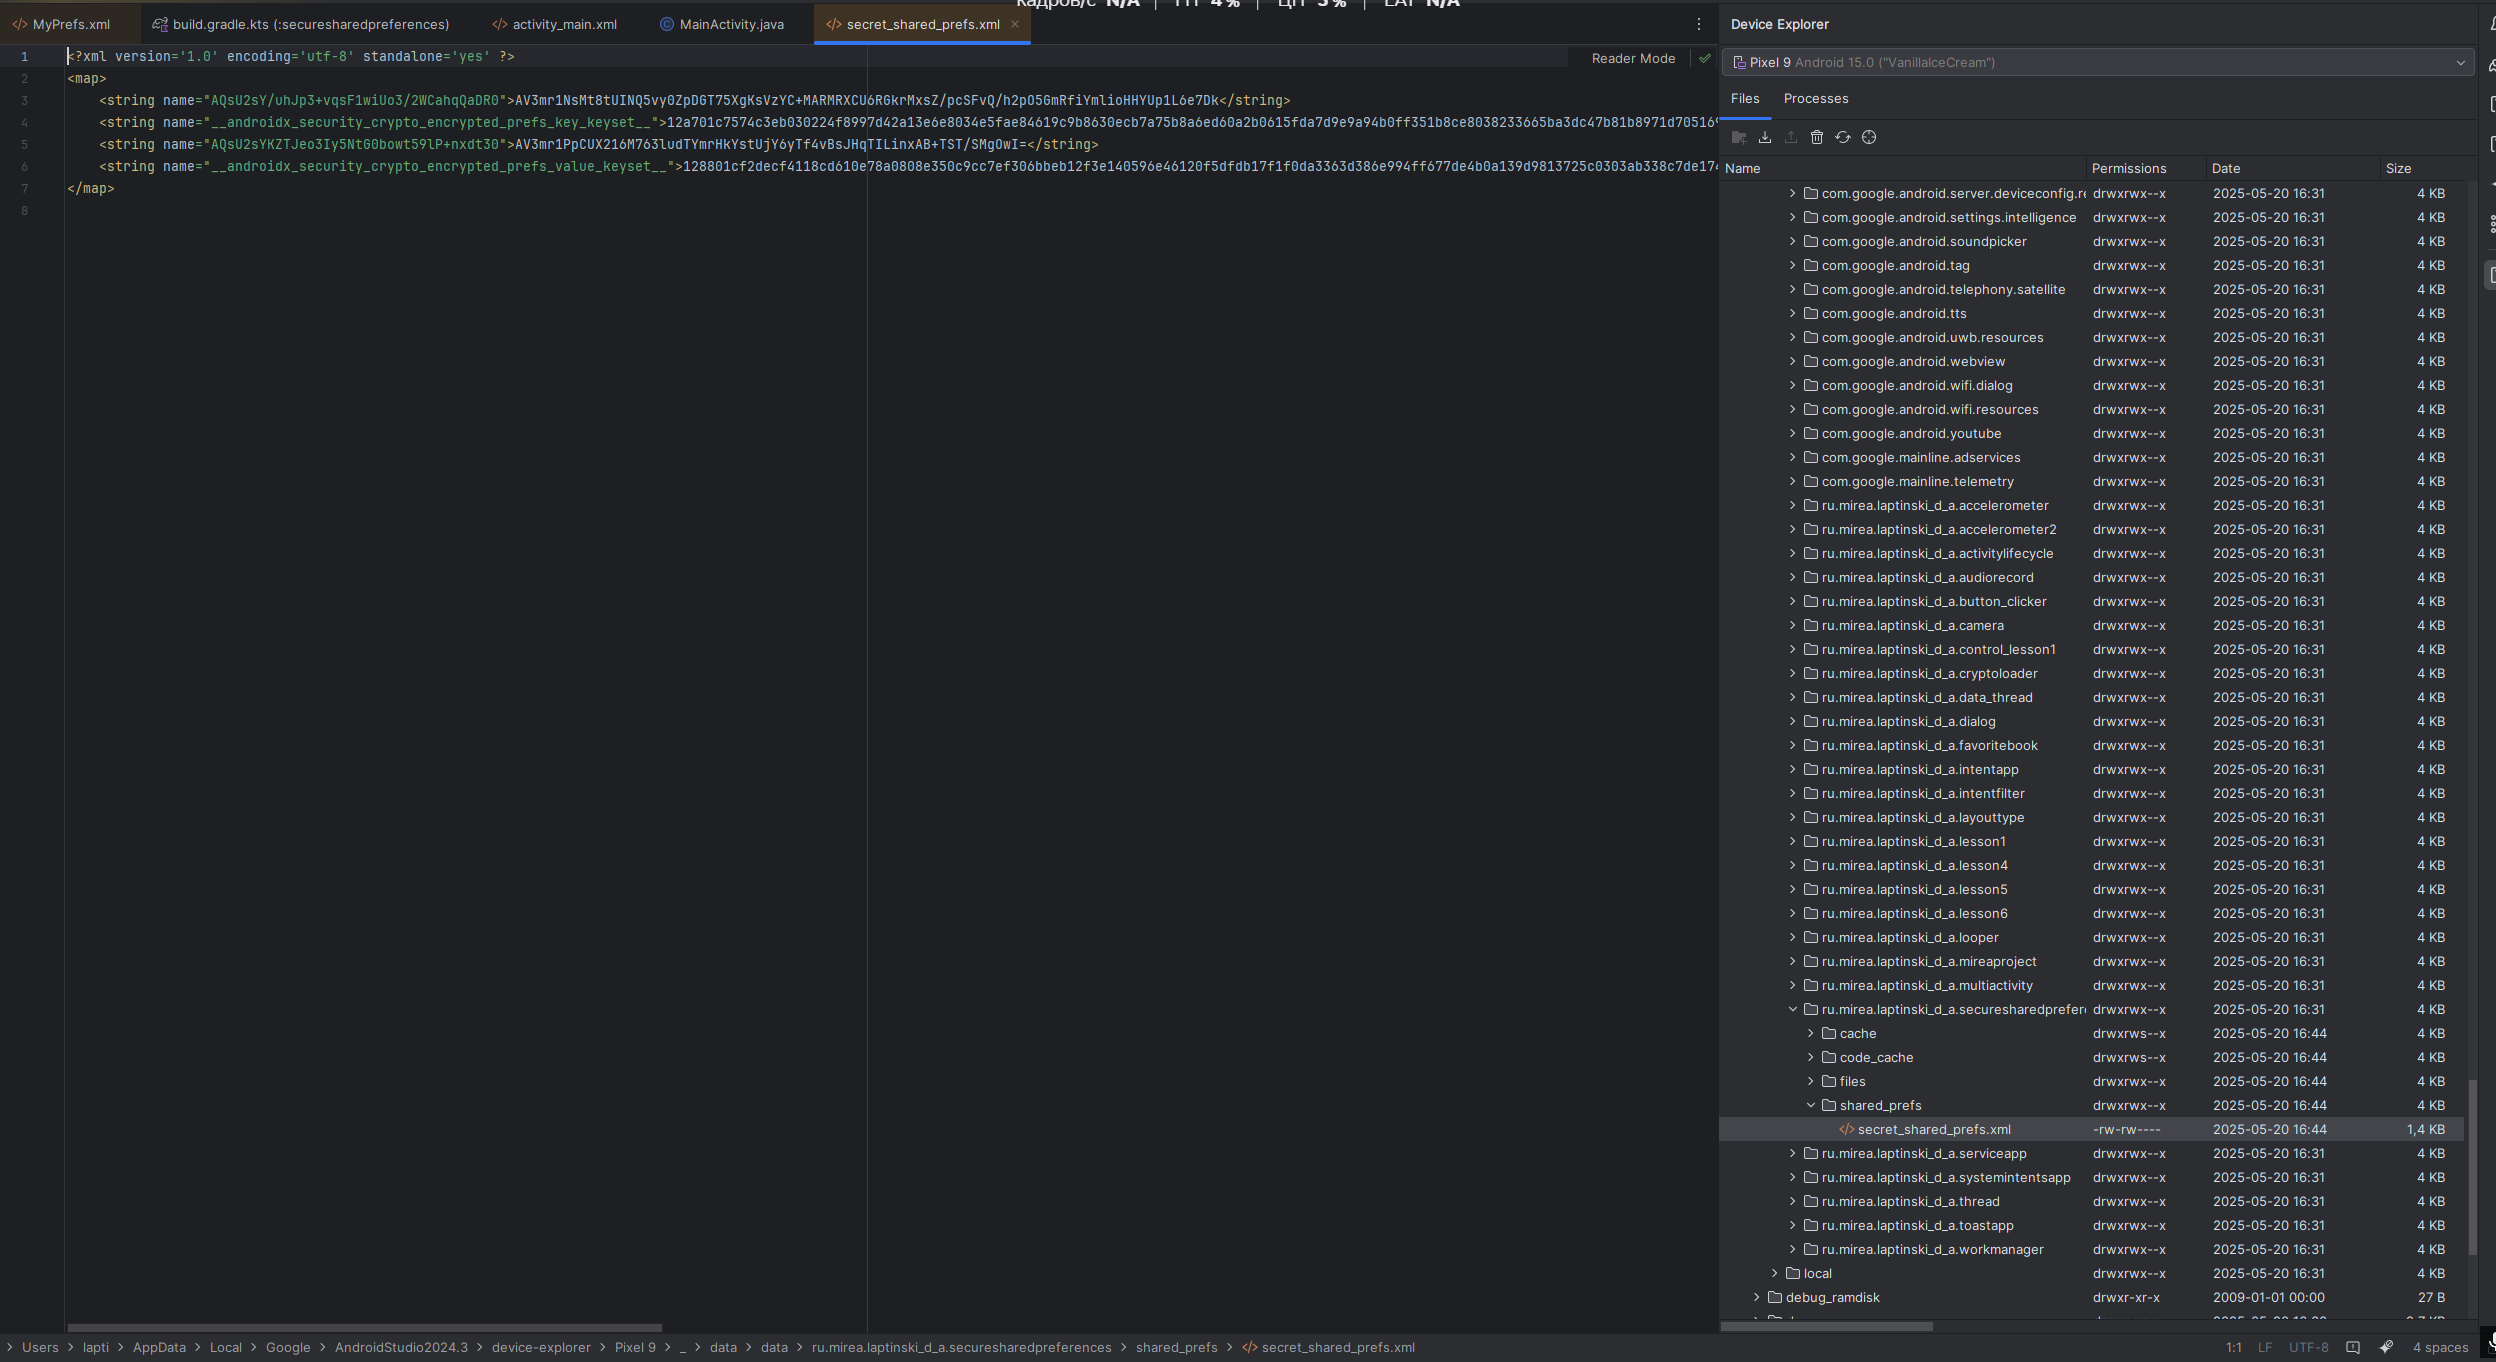 кадров/с N/A | ГП 4% | ЦП 3% | LAT N/A
MyPrefs.xml build.gradle.kts (:securesharedpreferences) activity_main.xml MainActivity.java secret_shared_prefs.xml
Reader Mode
1 <?xml version='1.0' encoding='utf-8' standalone='yes' ?>
2 <map>
3 <string name="AQsU2sY/uhJp3+vqsF1wiUo3/2WCahqQaDR0">AV3mr1NsMt8tUINQ5vy0ZpDGT75XgKsVzYC+MARMRXCU6RGkrMxsZ/pcSFvQ/h2pO5GmRfiYmlioHHYUp1L6e7Dk</string>
4 <string name="__androidx_security_crypto_encrypted_prefs_key_keyset__">12a701c7574c3eb030224f8997d42a13e6e8034e5fae84619c9b8630ecb7a75b8a6ed60a2b0615fda7d9e9a94b0ff351b8ce8038233665ba3dc47b81b8971d705169
5 <string name="AQsU2sYKZTJeo3Iy5NtG0bowt59lP+nxdt30">AV3mr1PpCUX216M763ludTYmrHkYstUjY6yTf4vBsJHqTILinxAB+TST/SMgOwI=</string>
6 <string name="__androidx_security_crypto_encrypted_prefs_value_keyset__">128801cf2decf4118cd610e78a0808e350c9cc7ef306bbeb12f3e140596e46120f5dfdb17f1f0da3363d386e994ff677de4b0a139d9813725c0303ab338c7de174
7 </map>
8
Device Explorer
Pixel 9 Android 15.0 ("VanillaIceCream")
Files Processes
Name Permissions Date Size
com.google.android.server.deviceconfig.re drwxrwx--x 2025-05-20 16:31 4 KB
com.google.android.settings.intelligence drwxrwx--x 2025-05-20 16:31 4 KB
com.google.android.soundpicker drwxrwx--x 2025-05-20 16:31 4 KB
com.google.android.tag drwxrwx--x 2025-05-20 16:31 4 KB
com.google.android.telephony.satellite drwxrwx--x 2025-05-20 16:31 4 KB
com.google.android.tts drwxrwx--x 2025-05-20 16:31 4 KB
com.google.android.uwb.resources drwxrwx--x 2025-05-20 16:31 4 KB
com.google.android.webview drwxrwx--x 2025-05-20 16:31 4 KB
com.google.android.wifi.dialog drwxrwx--x 2025-05-20 16:31 4 KB
com.google.android.wifi.resources drwxrwx--x 2025-05-20 16:31 4 KB
com.google.android.youtube drwxrwx--x 2025-05-20 16:31 4 KB
com.google.mainline.adservices drwxrwx--x 2025-05-20 16:31 4 KB
com.google.mainline.telemetry drwxrwx--x 2025-05-20 16:31 4 KB
ru.mirea.laptinski_d_a.accelerometer drwxrwx--x 2025-05-20 16:31 4 KB
ru.mirea.laptinski_d_a.accelerometer2 drwxrwx--x 2025-05-20 16:31 4 KB
ru.mirea.laptinski_d_a.activitylifecycle drwxrwx--x 2025-05-20 16:31 4 KB
ru.mirea.laptinski_d_a.audiorecord drwxrwx--x 2025-05-20 16:31 4 KB
ru.mirea.laptinski_d_a.button_clicker drwxrwx--x 2025-05-20 16:31 4 KB
ru.mirea.laptinski_d_a.camera drwxrwx--x 2025-05-20 16:31 4 KB
ru.mirea.laptinski_d_a.control_lesson1 drwxrwx--x 2025-05-20 16:31 4 KB
ru.mirea.laptinski_d_a.cryptoloader drwxrwx--x 2025-05-20 16:31 4 KB
ru.mirea.laptinski_d_a.data_thread drwxrwx--x 2025-05-20 16:31 4 KB
ru.mirea.laptinski_d_a.dialog drwxrwx--x 2025-05-20 16:31 4 KB
ru.mirea.laptinski_d_a.favoritebook drwxrwx--x 2025-05-20 16:31 4 KB
ru.mirea.laptinski_d_a.intentapp drwxrwx--x 2025-05-20 16:31 4 KB
ru.mirea.laptinski_d_a.intentfilter drwxrwx--x 2025-05-20 16:31 4 KB
ru.mirea.laptinski_d_a.layouttype drwxrwx--x 2025-05-20 16:31 4 KB
ru.mirea.laptinski_d_a.lesson1 drwxrwx--x 2025-05-20 16:31 4 KB
ru.mirea.laptinski_d_a.lesson4 drwxrwx--x 2025-05-20 16:31 4 KB
ru.mirea.laptinski_d_a.lesson5 drwxrwx--x 2025-05-20 16:31 4 KB
ru.mirea.laptinski_d_a.lesson6 drwxrwx--x 2025-05-20 16:31 4 KB
ru.mirea.laptinski_d_a.looper drwxrwx--x 2025-05-20 16:31 4 KB
ru.mirea.laptinski_d_a.mireaproject drwxrwx--x 2025-05-20 16:31 4 KB
ru.mirea.laptinski_d_a.multiactivity drwxrwx--x 2025-05-20 16:31 4 KB
ru.mirea.laptinski_d_a.securesharedprefere drwxrwx--x 2025-05-20 16:31 4 KB
cache drwxrws--x 2025-05-20 16:44 4 KB
code_cache drwxrws--x 2025-05-20 16:44 4 KB
files drwxrwx--x 2025-05-20 16:44 4 KB
shared_prefs drwxrwx--x 2025-05-20 16:44 4 KB
secret_shared_prefs.xml -rw-rw---- 2025-05-20 16:44 1,4 KB
ru.mirea.laptinski_d_a.serviceapp drwxrwx--x 2025-05-20 16:31 4 KB
ru.mirea.laptinski_d_a.systemintentsapp drwxrwx--x 2025-05-20 16:31 4 KB
ru.mirea.laptinski_d_a.thread drwxrwx--x 2025-05-20 16:31 4 KB
ru.mirea.laptinski_d_a.toastapp drwxrwx--x 2025-05-20 16:31 4 KB
ru.mirea.laptinski_d_a.workmanager drwxrwx--x 2025-05-20 16:31 4 KB
local drwxrwx--x 2025-05-20 16:31 4 KB
debug_ramdisk drwxr-xr-x 2009-01-01 00:00 27 B
Users lapti AppData Local Google AndroidStudio2024.3 device-explorer Pixel 9 _ data data ru.mirea.laptinski_d_a.securesharedpreferences shared_prefs secret_shared_prefs.xml 1:1 LF UTF-8 4 spaces